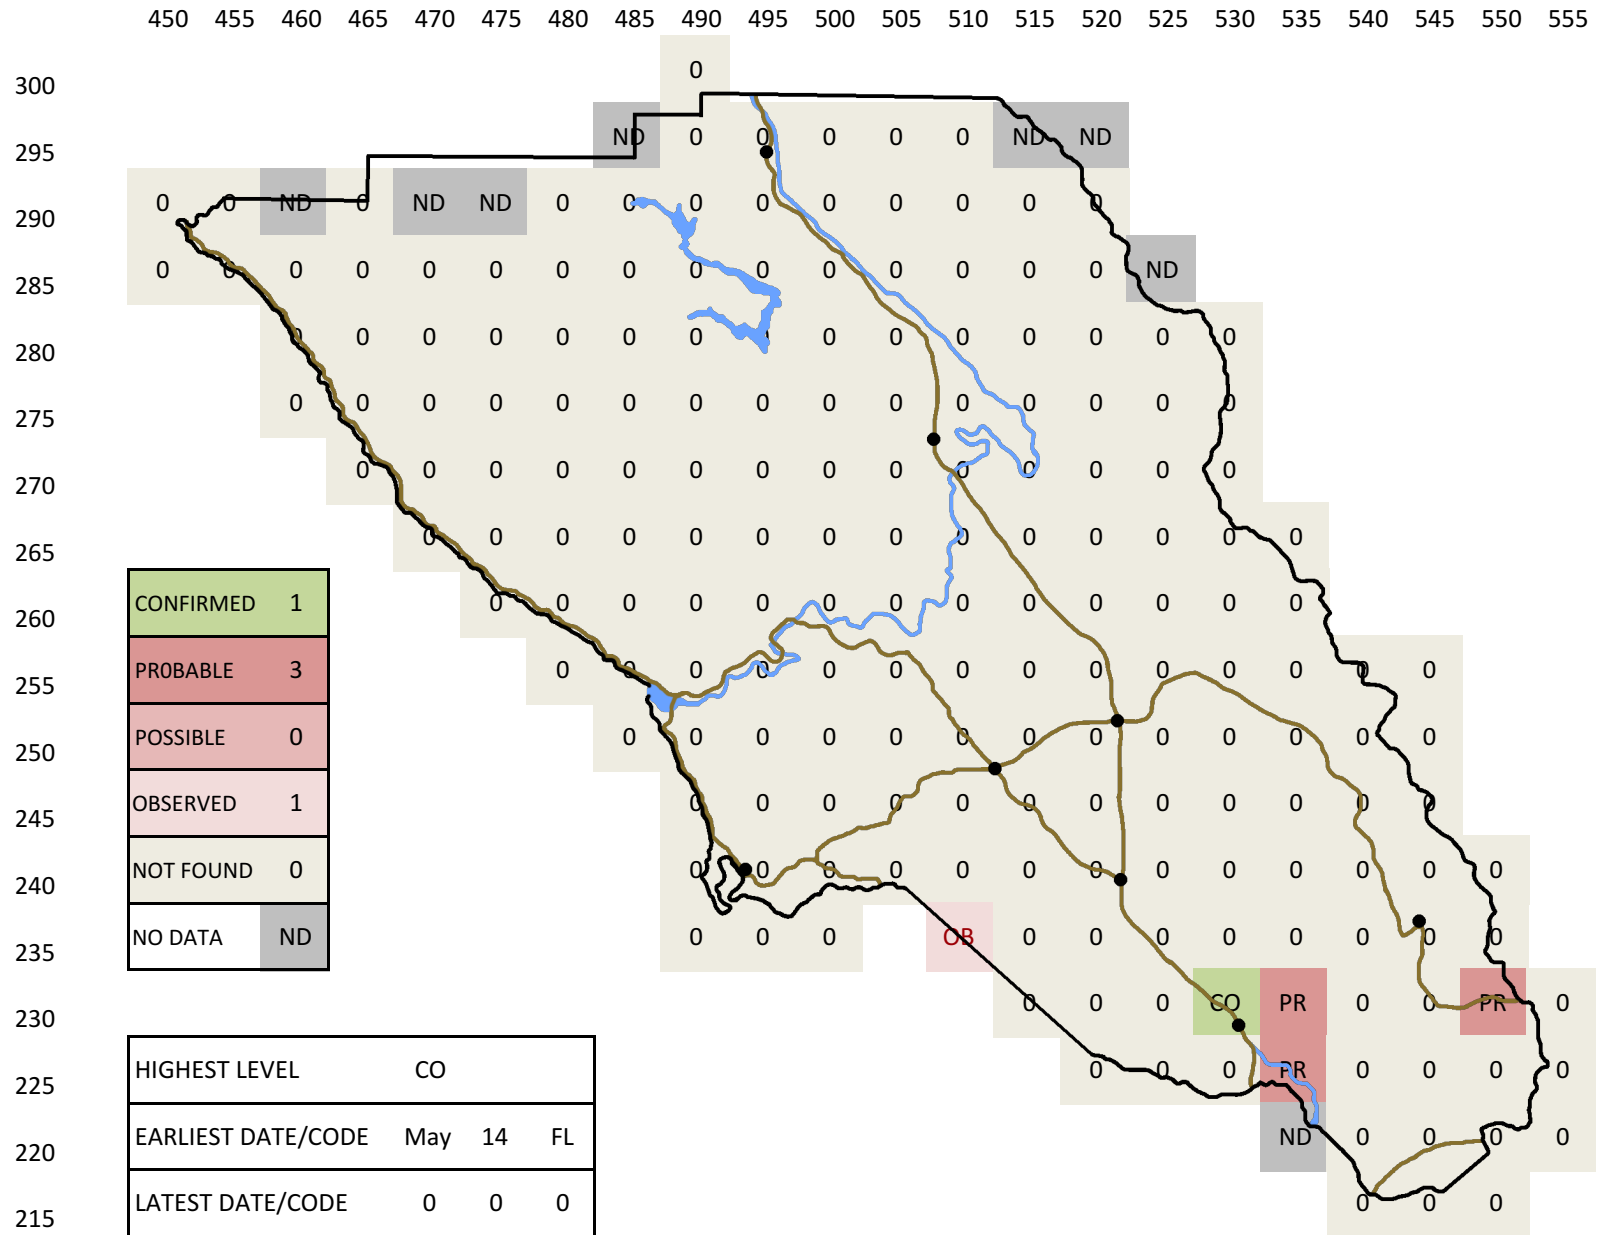 450 455 460 465 470 475 480 485 490 495 500 505 510 515 520 525 530 535 540 545 550 555
300 0
295 ND 0 0 0 0 0 ND ND
290 0 0 ND 0 ND ND 0 0 0 0 0 0 0 0 0
285 0 0 0 0 0 0 0 0 0 0 0 0 0 0 0 ND
280 0 0 0 0 0 0 0 0 0 0 0 0 0 0 0
275 0 0 0 0 0 0 0 0 0 0 0 0 0 0 0
270 0 0 0 0 0 0 0 0 0 0 0 0 0 0
265 0 0 0 0 0 0 0 0 0 0 0 0 0 0
260 CONFIRMED 1 0 0 0 0 0 0 0 0 0 0 0 0 0
255 PR0BABLE 3 0 0 0 0 0 0 0 0 0 0 0 0 0 0
250 POSSIBLE 0 0 0 0 0 0 0 0 0 0 0 0 0 0
245 OBSERVED 1 0 0 0 0 0 0 0 0 0 0 0 0
240 NOT FOUND 0 0 0 0 0 0 0 0 0 0 0 0 0 0
235 NO DATA ND 0 0 0 OB 0 0 0 0 0 0 0 0
230 0 0 0 CO PR 0 0 PR 0
225 HIGHEST LEVEL CO 0 0 0 PR 0 0 0 0
220 EARLIEST DATE/CODE May 14 FL ND 0 0 0 0
215 LATEST DATE/CODE 0 0 0 0 0 0